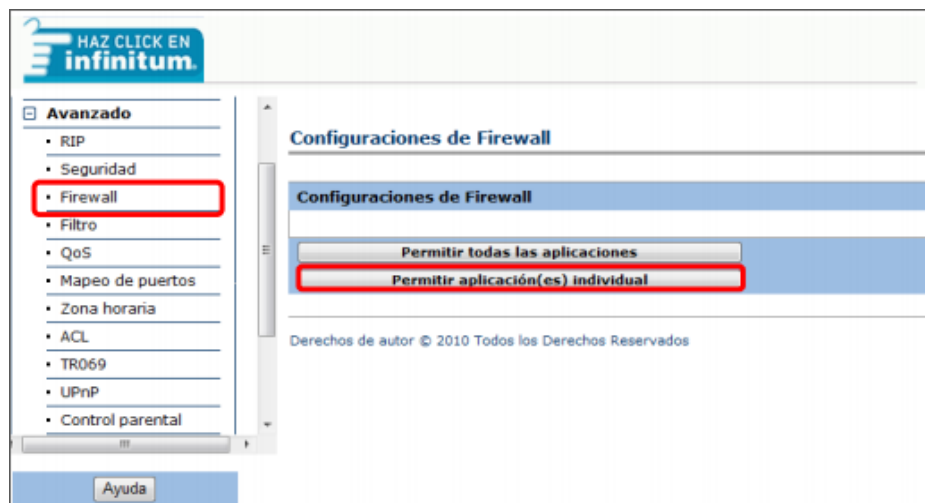 HAZ CLICK EN
infinitum.
Avanzado
RIP
Seguridad
Firewall
Filtro
QoS
Mapeo de puertos
Zona horaria
ACL
TR069
UPnP
Control parental
Ayuda
Configuraciones de Firewall
Configuraciones de Firewall
Permitir todas las aplicaciones
Permitir aplicación(es) individual
Derechos de autor © 2010 Todos los Derechos Reservados